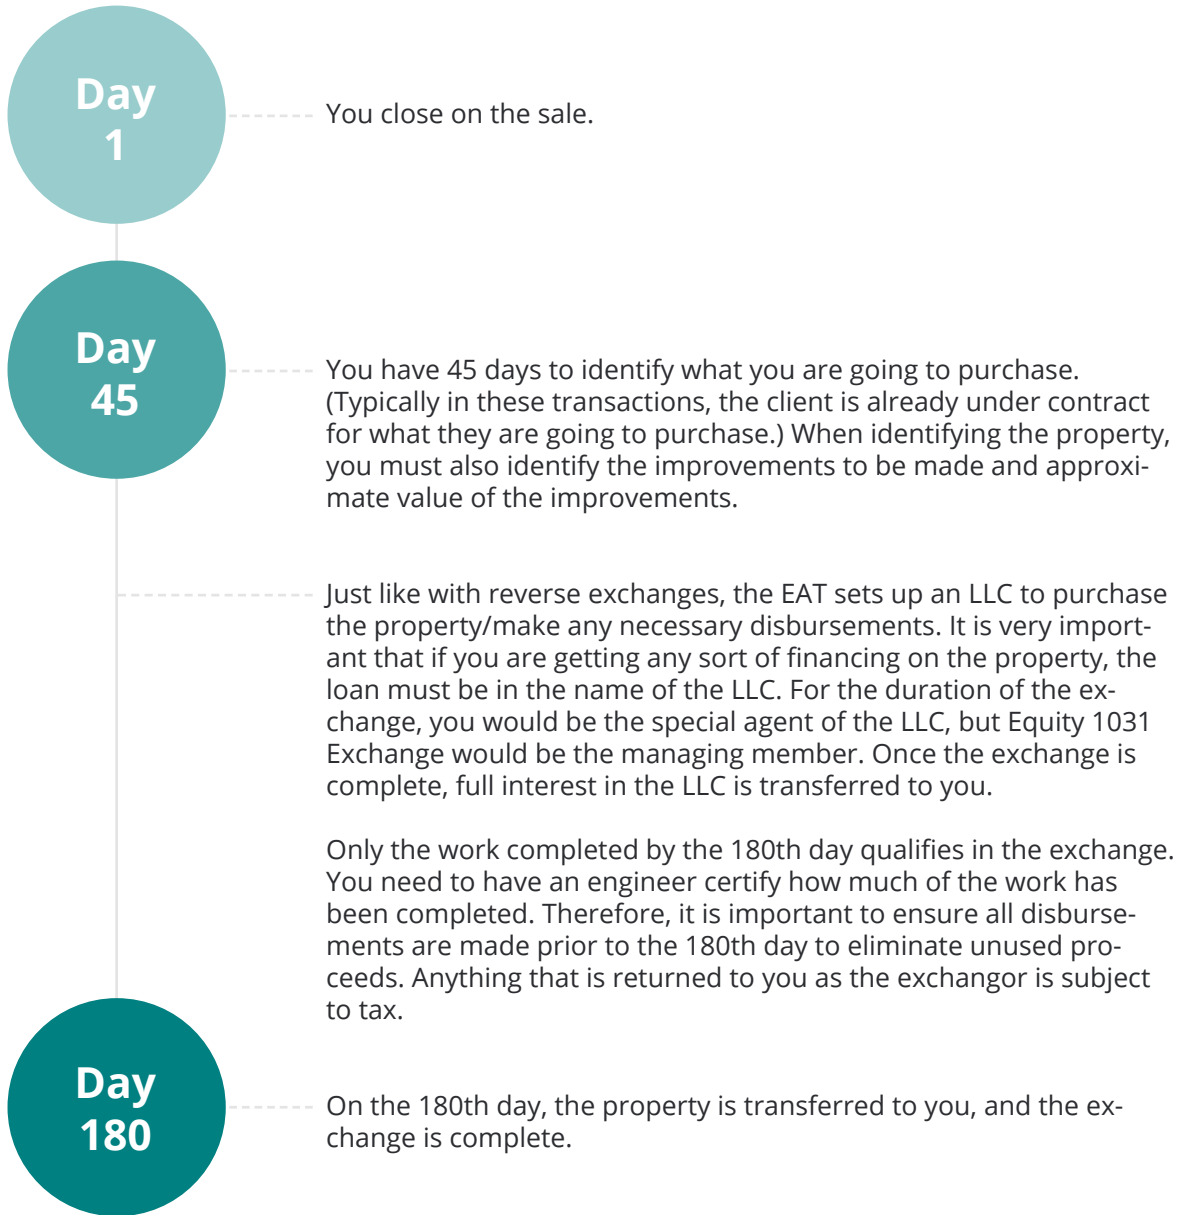 Day
1
You close on the sale.
Day
45
You have 45 days to identify what you are going to purchase.
(Typically in these transactions, the client is already under contract
for what they are going to purchase.) When identifying the property,
you must also identify the improvements to be made and approxi-
mate value of the improvements.
Just like with reverse exchanges, the EAT sets up an LLC to purchase
the property/make any necessary disbursements. It is very import-
ant that if you are getting any sort of financing on the property, the
loan must be in the name of the LLC. For the duration of the ex-
change, you would be the special agent of the LLC, but Equity 1031
Exchange would be the managing member. Once the exchange is
complete, full interest in the LLC is transferred to you.
Only the work completed by the 180th day qualifies in the exchange.
You need to have an engineer certify how much of the work has
been completed. Therefore, it is important to ensure all disburse-
ments are made prior to the 180th day to eliminate unused pro-
ceeds. Anything that is returned to you as the exchangor is subject
to tax.
Day
180
On the 180th day, the property is transferred to you, and the ex-
change is complete.